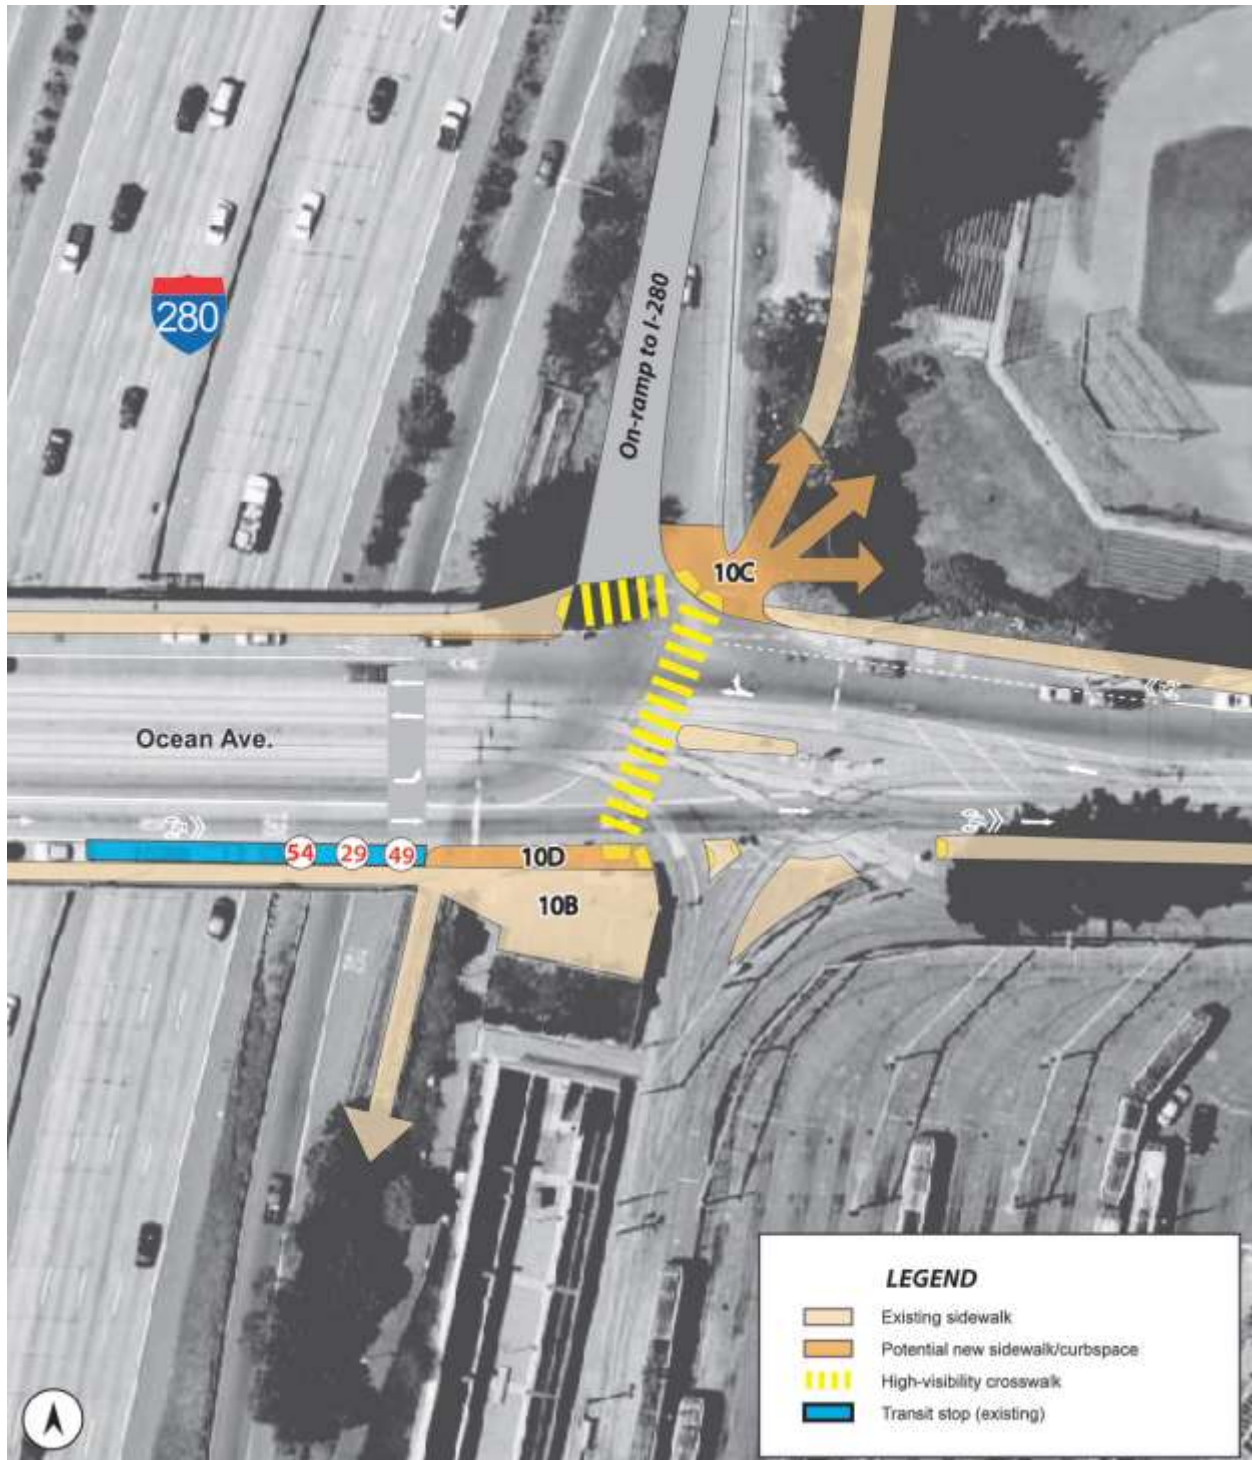 280
On-ramp to I-280
10C
Ocean Ave.
54
29
49
10D
10B
LEGEND
Existing sidewalk
Potential new sidewalk/curbspace
High-visibility crosswalk
Transit stop (existing)